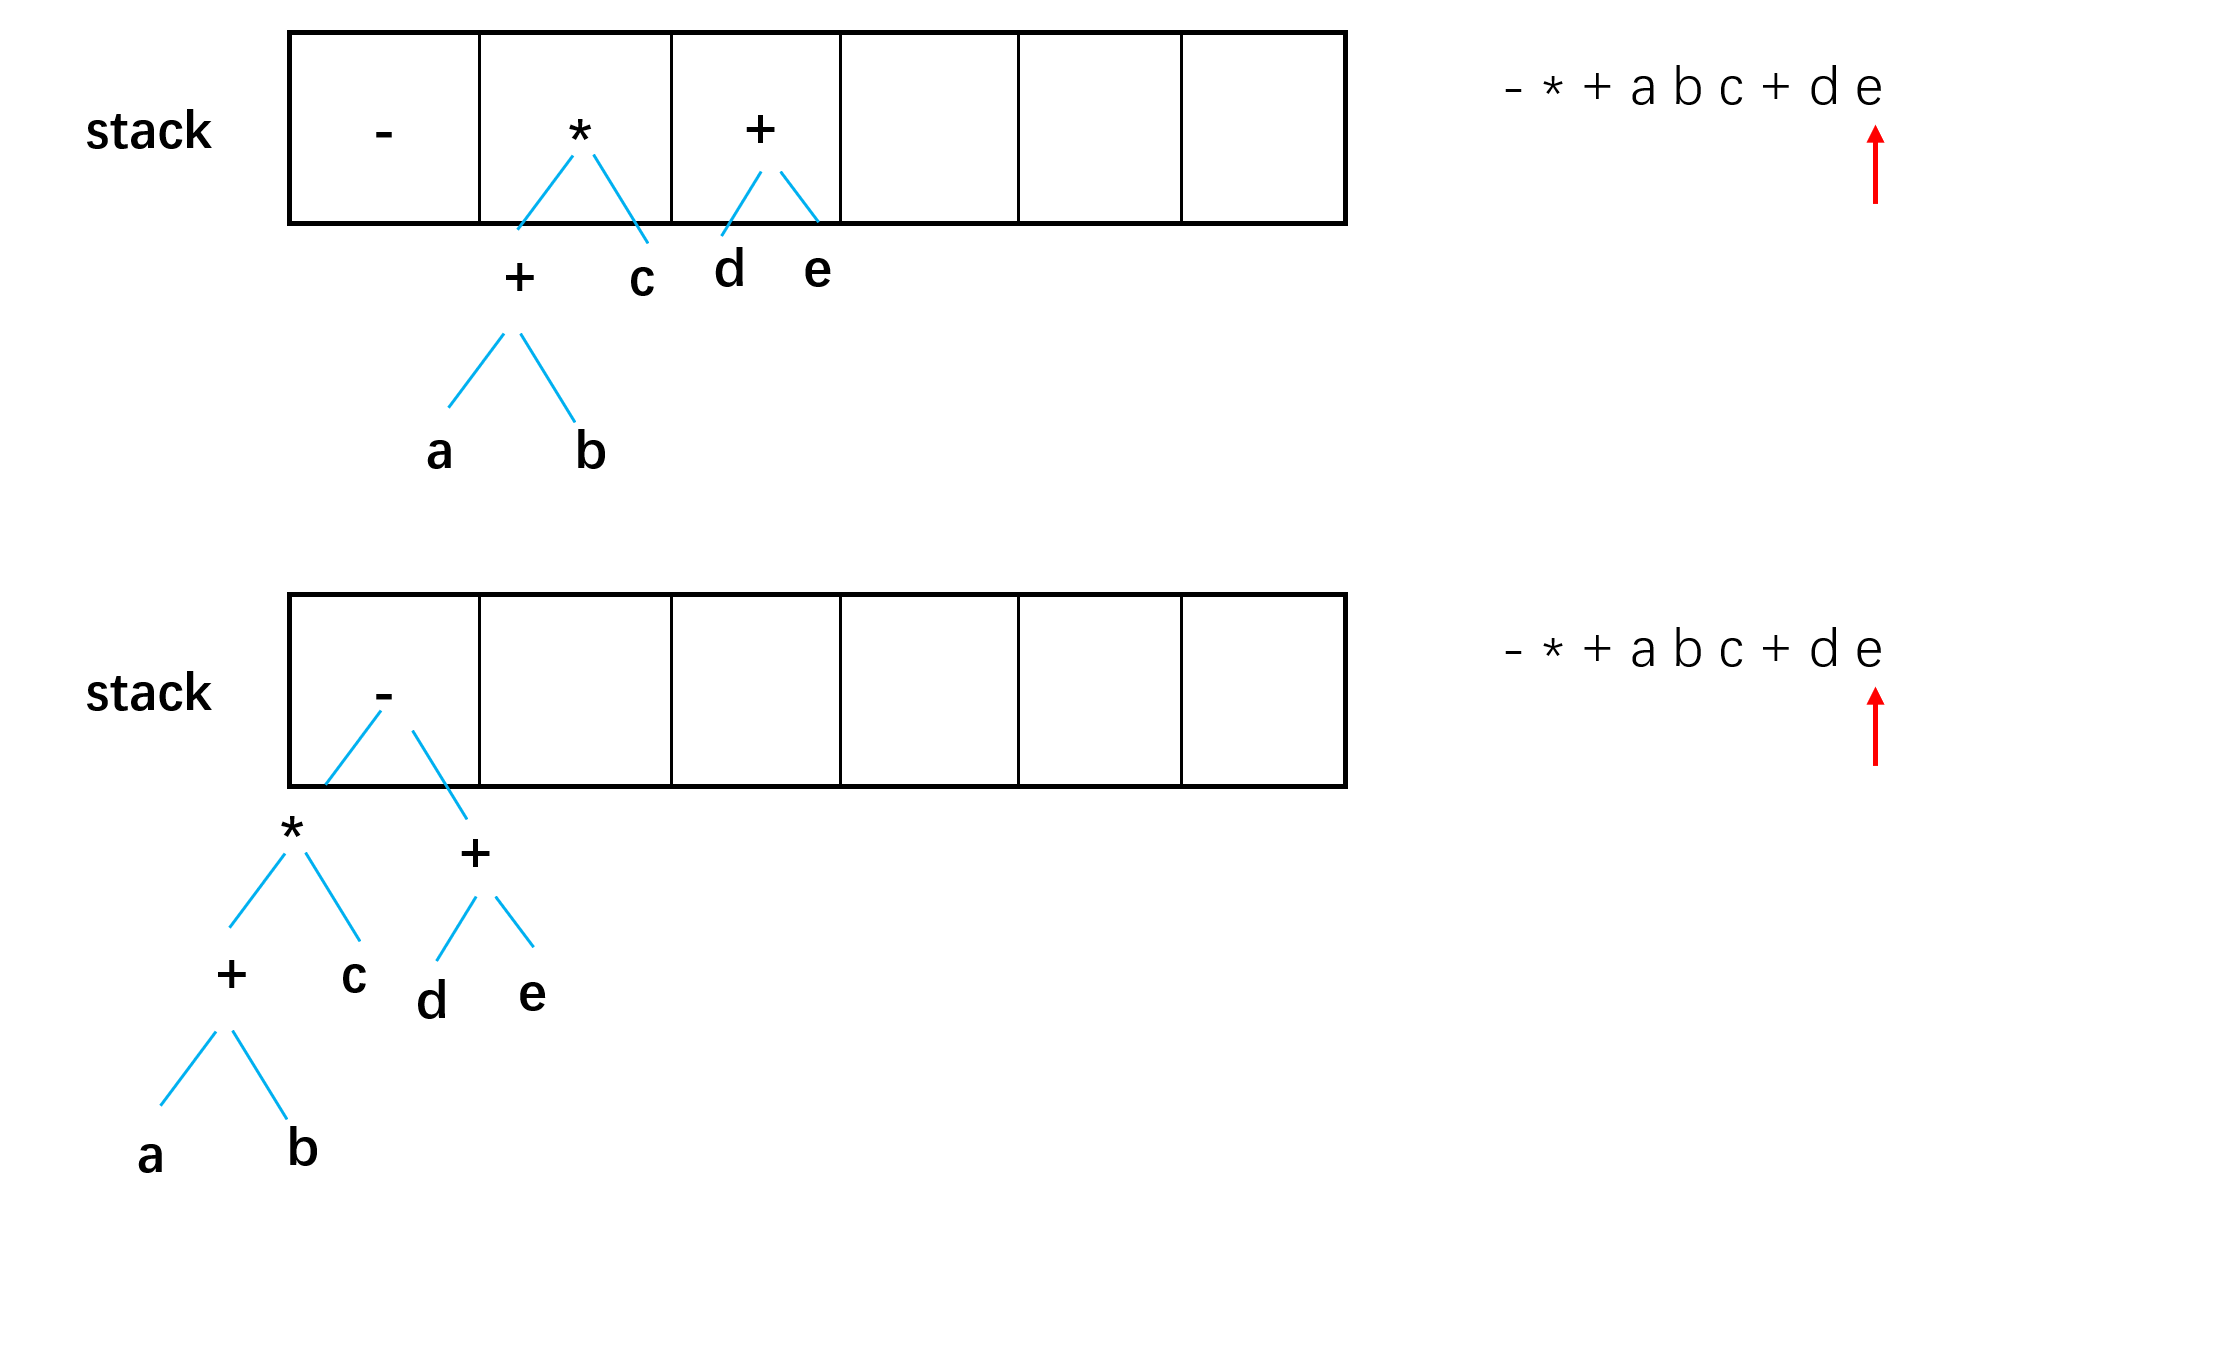 - * + a b c + d e
stack - * +
+ c d e
a b
- * + a b c + d e
stack -
* +
+ c d e
a b